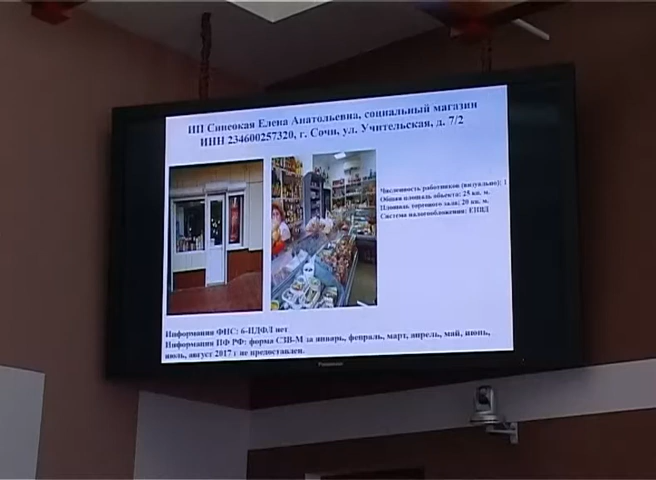 ИП Синеокая Елена Анатольевна, социальный магазин
ИНН 234600257320, г. Сочи, ул. Учительская, д. 7/2
Численность работников (визуально): 1
Общая площадь объекта: 25 кв. м.
Площадь торгового зала: 20 кв. м.
Система налогообложения: ЕНВД
Информация ФНС: 6-НДФЛ нет
Информация ПФ РФ: форма СЗВ-М за январь, февраль, март, апрель, май, июнь,
июль, август 2017 г не предоставлен.
Panasonic